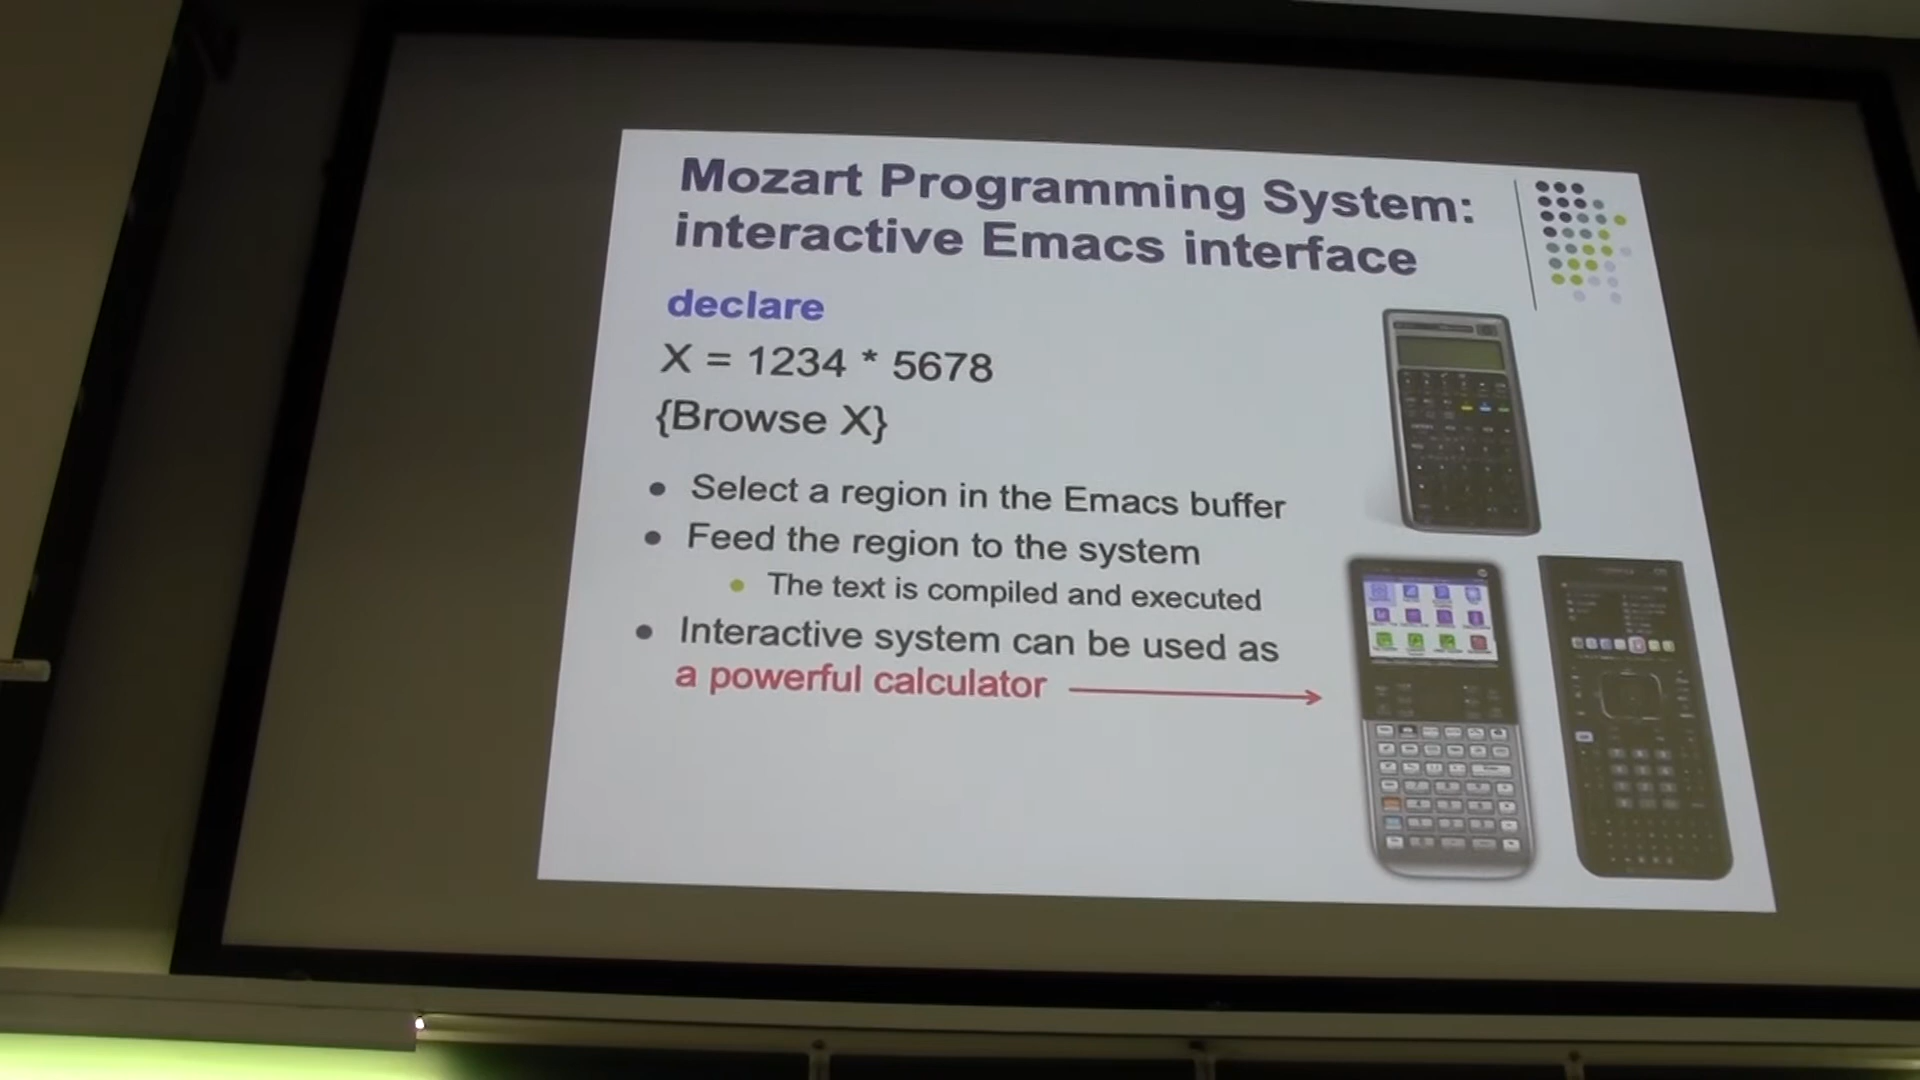 Mozart Programming System:
interactive Emacs interface
declare
X = 1234 * 5678
{Browse X}
• Select a region in the Emacs buffer
• Feed the region to the system
• The text is compiled and executed
• Interactive system can be used as
a powerful calculator